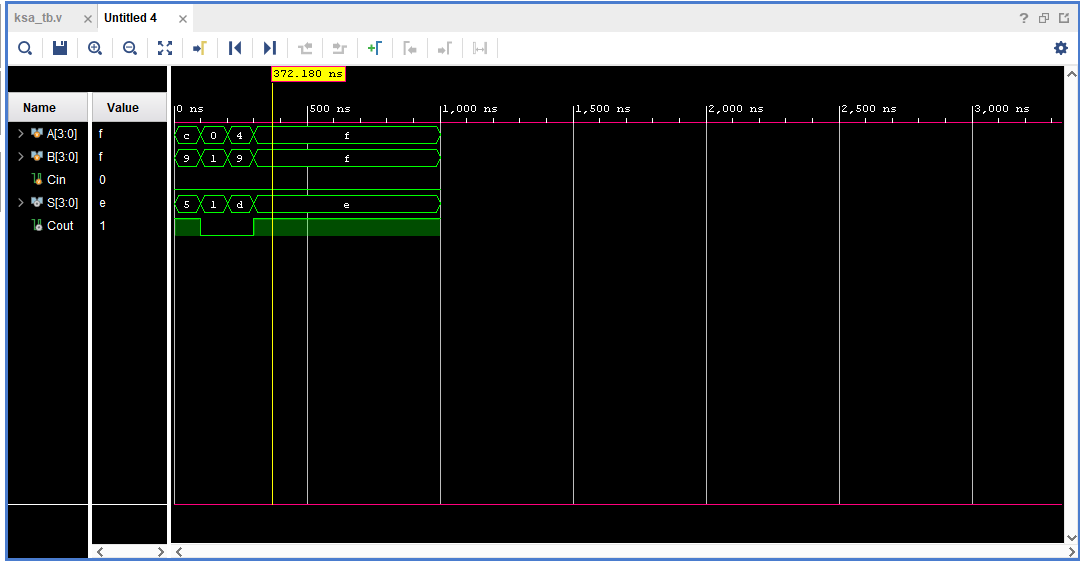 ksa_tb.v Untitled 4
?
372.180 ns
Name Value
0 ns 500 ns 1,000 ns 1,500 ns 2,000 ns 2,500 ns 3,000 ns
A[3:0] f c 0 4 f
B[3:0] f 9 1 9 f
Cin 0
S[3:0] e 5 1 d e
Cout 1